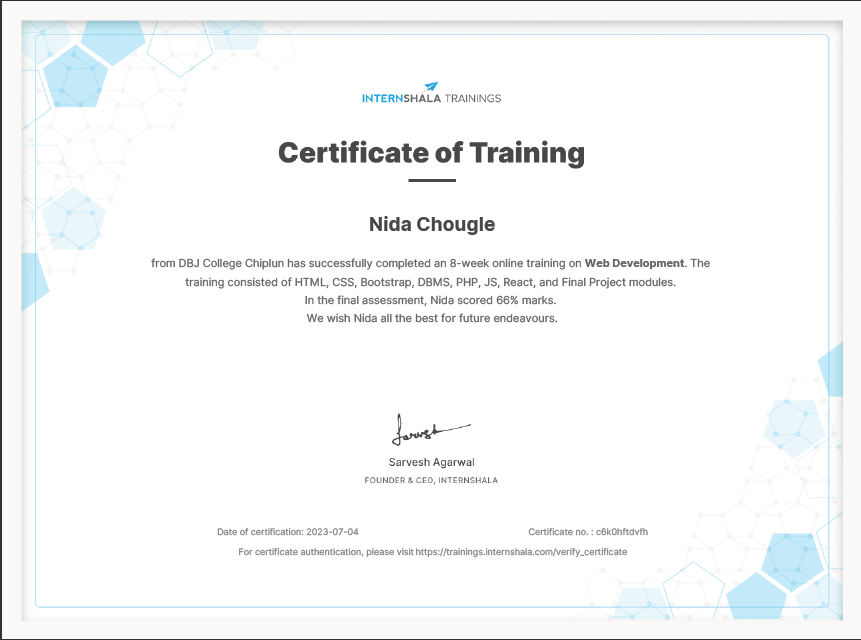 INTERNSHALA TRAININGS
Certificate of Training
Nida Chougle
from DBJ College Chiplun has successfully completed an 8-week online training on Web Development. The
training consisted of HTML, CSS, Bootstrap, DBMS, PHP, JS, React, and Final Project modules.
In the final assessment, Nida scored 66% marks.
We wish Nida all the best for future endeavours.
Sarvesh
Sarvesh Agarwal
FOUNDER & CEO, INTERNSHALA
Date of certification: 2023-07-04 Certificate no. : c6k0hftdvfh
For certificate authentication, please visit https://trainings.internshala.com/verify_certificate